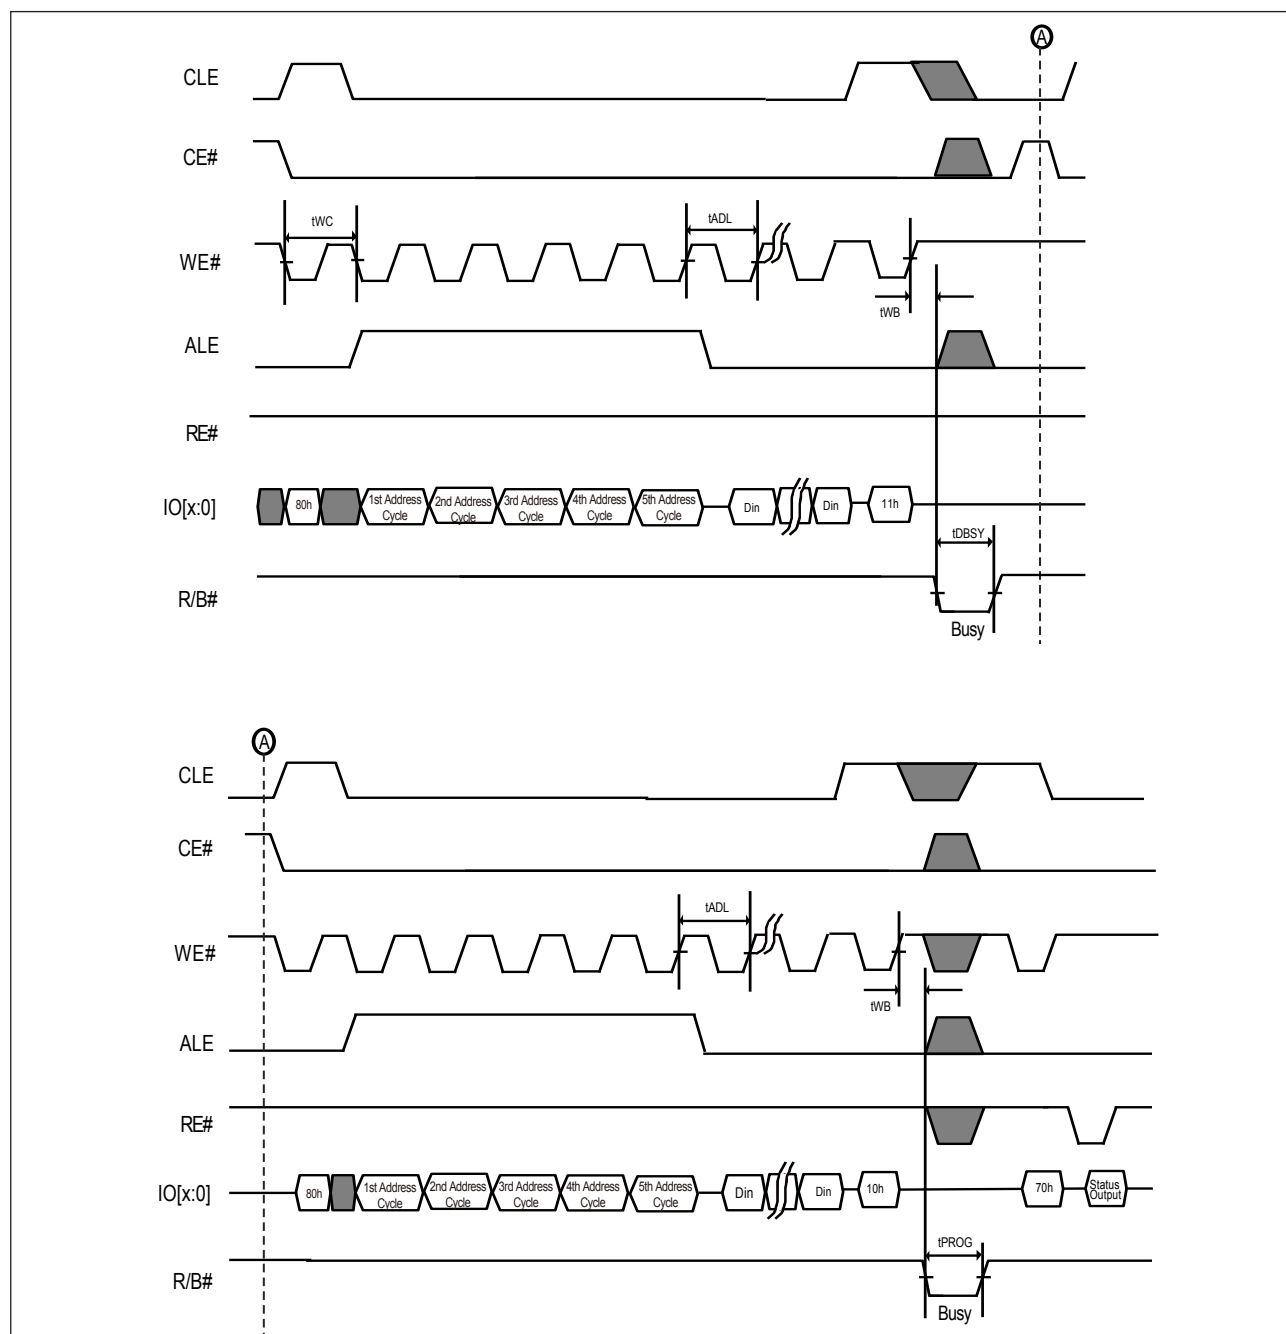 A
CLE
CE#
tWC
tADL
WE#
tWB
ALE
RE#
IO[x:0]
80h
1st Address
Cycle
2nd Address
Cycle
3rd Address
Cycle
4th Address
Cycle
5th Address
Cycle
Din
Din
11h
tDBSY
R/B#
Busy
A
CLE
CE#
tADL
WE#
tWB
ALE
RE#
IO[x:0]
80h
1st Address
Cycle
2nd Address
Cycle
3rd Address
Cycle
4th Address
Cycle
5th Address
Cycle
Din
Din
10h
70h
Status
Output
tPROG
R/B#
Busy